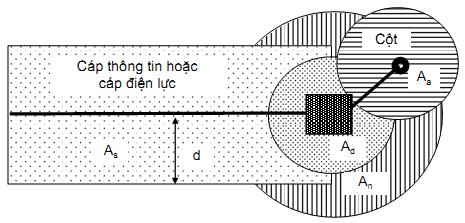 Cột
Cáp thông tin hoặc
cáp điện lực
Aa
As
d
Ad
An